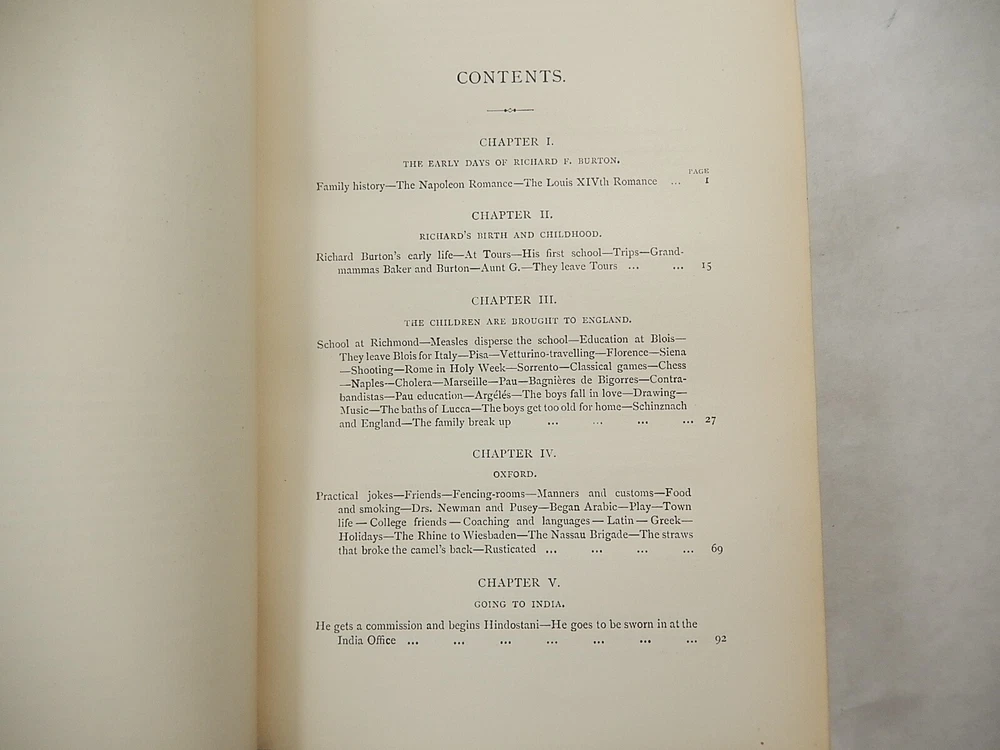 CONTENTS.
CHAPTER I.
THE EARLY DAYS OF RICHARD F. BURTON.
PAGE
Family history—The Napoleon Romance—The Louis XIVth Romance ... 1
CHAPTER II.
RICHARD'S BIRTH AND CHILDHOOD.
Richard Burton's early life—At Tours—His first school—Trips—Grand-
mammas Baker and Burton—Aunt G.—They leave Tours ... ... 15
CHAPTER III.
THE CHILDREN ARE BROUGHT TO ENGLAND.
School at Richmond—Measles disperse the school—Education at Blois—
They leave Blois for Italy—Pisa—Vetturino-travelling—Florence—Siena
—Shooting—Rome in Holy Week—Sorrento—Classical games—Chess
—Naples—Cholera—Marseille—Pau—Bagnières de Bigorres—Contra-
bandistas—Pau education—Argélés—The boys fall in love—Drawing—
Music—The baths of Lucca—The boys get too old for home—Schinznach
and England—The family break up ... ... ... ... 27
CHAPTER IV.
OXFORD.
Practical jokes—Friends—Fencing-rooms—Manners and customs—Food
and smoking—Drs. Newman and Pusey—Began Arabic—Play—Town
life—College friends—Coaching and languages—Latin—Greek—
Holidays—The Rhine to Wiesbaden—The Nassau Brigade—The straws
that broke the camel's back—Rusticated ... ... ... ... 69
CHAPTER V.
GOING TO INDIA.
He gets a commission and begins Hindostani—He goes to be sworn in at the
India Office ... ... ... ... ... ... ... 92